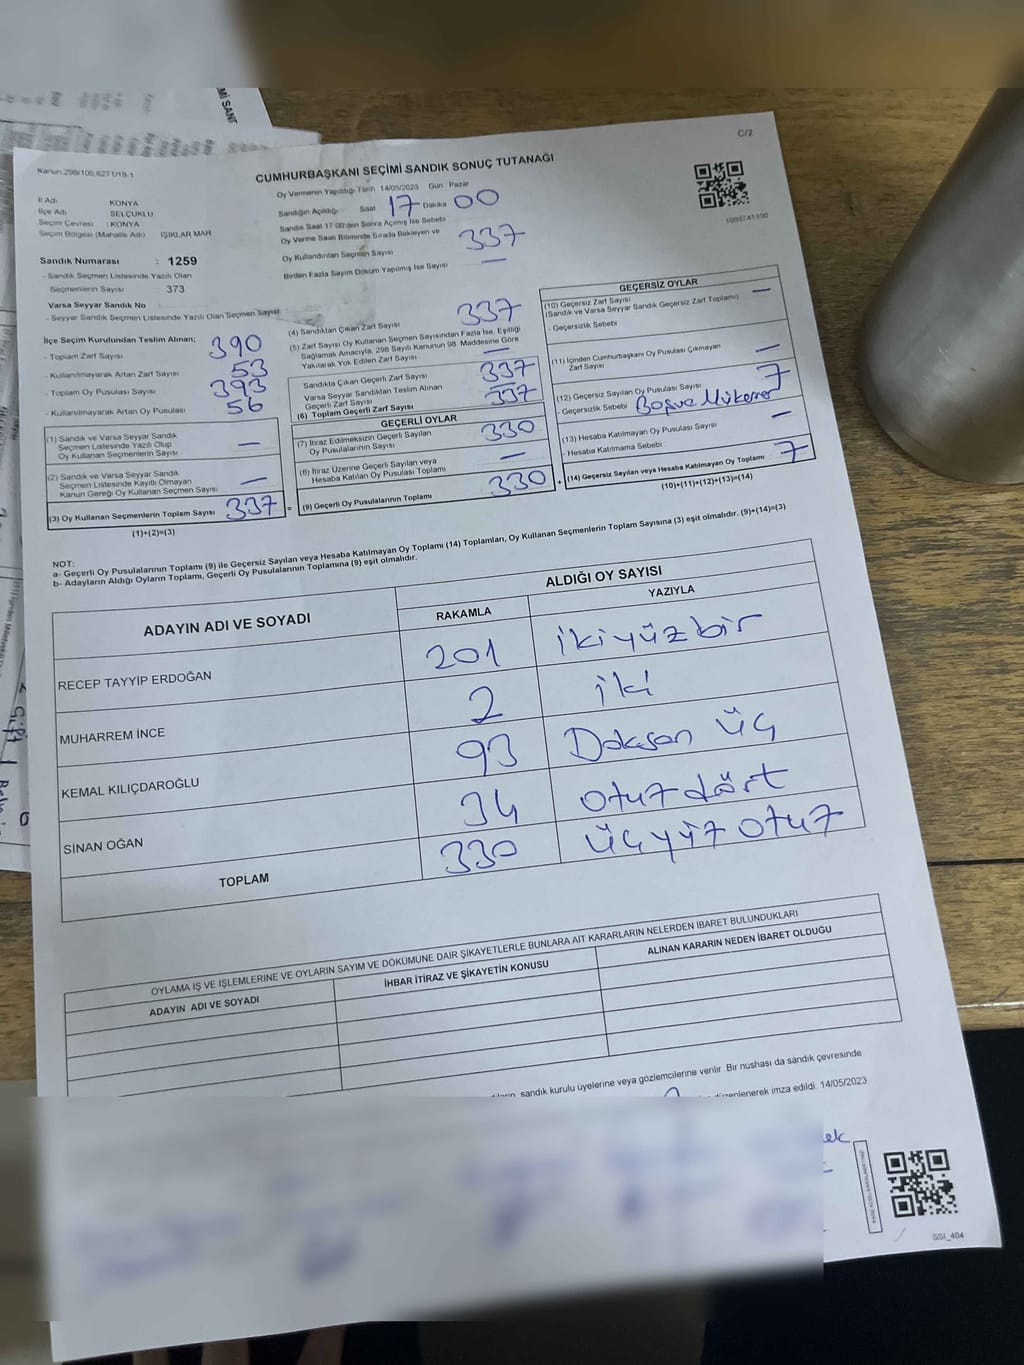 C/2
Kanun:298/105;6271/18-1
CUMHURBAŞKANI SEÇİMİ SANDIK SONUÇ TUTANAĞI
İl Adı KONYA
İlçe Adı SELÇUKLU
Seçim Çevresi : KONYA
Seçim Bölgesi (Mahalle Adı) IŞIKLAR MAH
Sandık Numarası : 1259
- Sandık Seçmen Listesinde Yazılı Olan
Seçmenlerin Sayısı : 373
Varsa Seyyar Sandık No
- Seyyar Sandık Seçmen Listesinde Yazılı Olan Seçmen Sayısı
Oy Vermenin Yapıldığı Tarih 14/05/2023 Gün Pazar
Sandığın Açıldığı Saat 17 Dakika 00
Sandık Saat 17:00'den Sonra Açılmış İse Sebebi
Oy Verme Saati Bitiminde Sırada Bekleyen ve
Oy Kullandırılan Seçmen Sayısı 337
Birden Fazla Sayım Döküm Yapılmış İse Sayısı —
İlçe Seçim Kurulundan Teslim Alınan;
- Toplam Zarf Sayısı 390
- Kullanılmayarak Artan Zarf Sayısı 53
- Toplam Oy Pusulası Sayısı 393
- Kullanılmayarak Artan Oy Pusulası 56
(1) Sandık ve Varsa Seyyar Sandık
Seçmen Listesinde Yazılı Olup
Oy Kullanan Seçmenlerin Sayısı —
(2) Sandık ve Varsa Seyyar Sandık
Seçmen Listesinde Kayıtlı Olmayan
Kanun Gereği Oy Kullanan Seçmen Sayısı —
(3) Oy Kullanan Seçmenlerin Toplam Sayısı 337
(1)+(2)=(3)
(4) Sandıktan Çıkan Zarf Sayısı 337
(5) Zarf Sayısı Oy Kullanan Seçmen Sayısından Fazla İse, Eşitliği
Sağlamak Amacıyla, 298 Sayılı Kanunun 98. Maddesine Göre
Yakılarak Yok Edilen Zarf Sayısı —
Sandıkta Çıkan Geçerli Zarf Sayısı 337
Varsa Seyyar Sandıktan Teslim Alınan
Geçerli Zarf Sayısı —
(6) Toplam Geçerli Zarf Sayısı 337
GEÇERLİ OYLAR
(7) İtiraz Edilmeksizin Geçerli Sayılan
Oy Pusulalarının Sayısı 330
(8) İtiraz Üzerine Geçerli Sayılan veya
Hesaba Katılan Oy Pusulası Toplamı —
= (9) Geçerli Oy Pusulalarının Toplamı 330 +
GEÇERSİZ OYLAR
(10) Geçersiz Zarf Sayısı —
(Sandık ve Varsa Seyyar Sandık Geçersiz Zarf Toplamı)
- Geçersizlik Sebebi
(11) İçinden Cumhurbaşkanı Oy Pusulası Çıkmayan
Zarf Sayısı —
(12) Geçersiz Sayılan Oy Pusulası Sayısı 7
- Geçersizlik Sebebi Boş ve Mükerrer
(13) Hesaba Katılmayan Oy Pusulası Sayısı —
- Hesaba Katılmama Sebebi
(14) Geçersiz Sayılan veya Hesaba Katılmayan Oy Toplamı 7
(10)+(11)+(12)+(13)=(14)
NOT:
a- Geçerli Oy Pusulalarının Toplamı (9) ile Geçersiz Sayılan veya Hesaba Katılmayan Oy Toplamı (14) Toplamları, Oy Kullanan Seçmenlerin Toplam Sayısına (3) eşit olmalıdır. (9)+(14)=(3)
b- Adayların Aldığı Oyların Toplamı, Geçerli Oy Pusulalarının Toplamına (9) eşit olmalıdır.
ADAYIN ADI VE SOYADI ALDIĞI OY SAYISI
RAKAMLA YAZIYLA
RECEP TAYYİP ERDOĞAN 201 ikiyüzbir
MUHARREM İNCE 2 iki
KEMAL KILIÇDAROĞLU 93 Doksan üç
SİNAN OĞAN 34 otuz dört
TOPLAM 330 üçyüz otuz
OYLAMA İŞ VE İŞLEMLERİNE VE OYLARIN SAYIM VE DÖKÜMÜNE DAİR ŞİKAYETLERLE BUNLARA AİT KARARLARIN NELERDEN İBARET BULUNDUKLARI
ADAYIN ADI VE SOYADI İHBAR İTİRAZ VE ŞİKAYETİN KONUSU ALINAN KARARIN NEDEN İBARET OLDUĞU
sandık kurulu üyelerine veya gözlemcilerine verilir. Bir nüshası da sandık çevresinde
düzenlenerek imza edildi. 14/05/2023
SSI_404